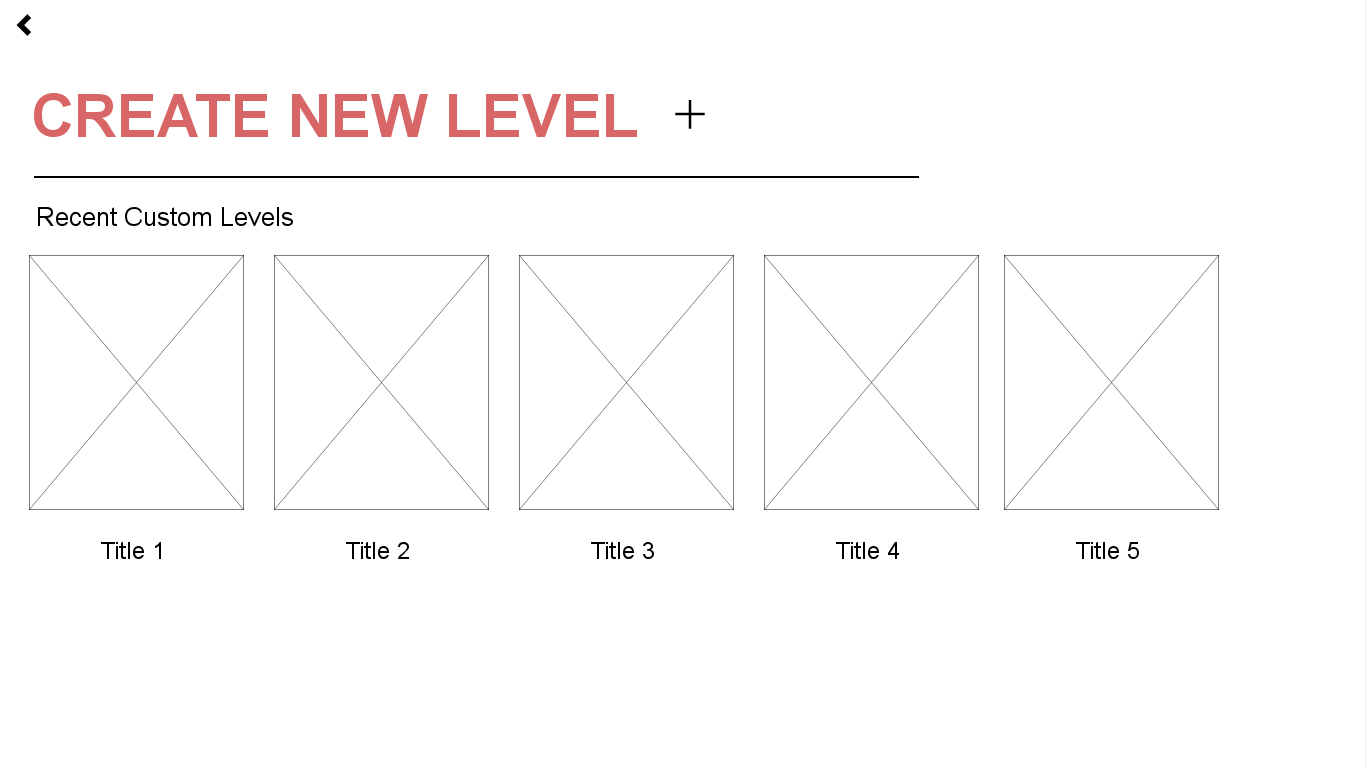 CREATE NEW LEVEL
Recent Custom Levels
Title 1
Title 2
Title 3
Title 4
Title 5